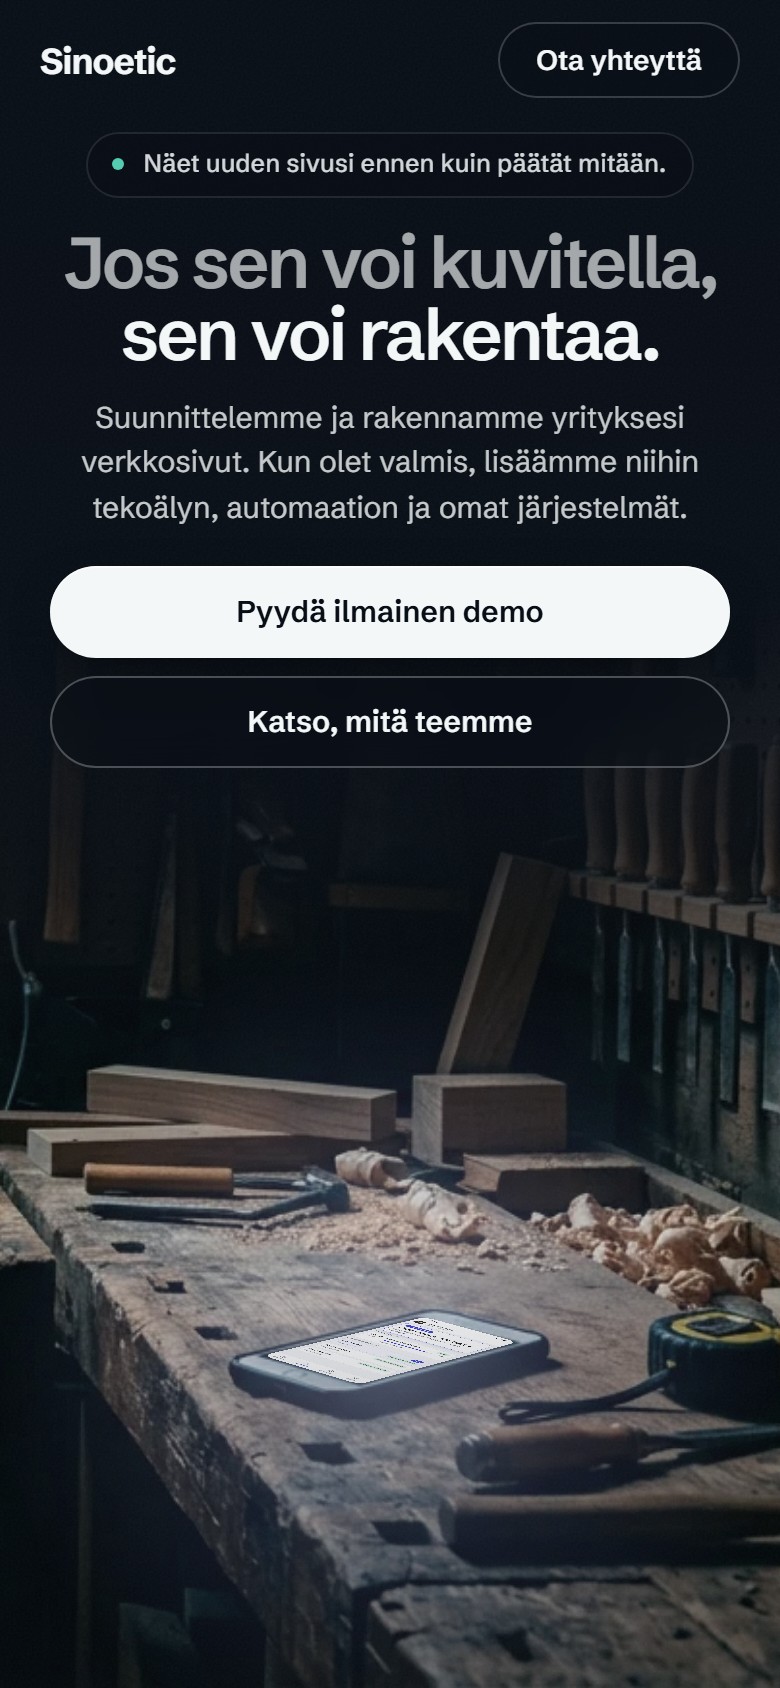 Sinoetic
Ota yhteyttä
Näet uuden sivusi ennen kuin päätät mitään.
Jos sen voi kuvitella,
sen voi rakentaa.
Suunnittelemme ja rakennamme yrityksesi
verkkosivut. Kun olet valmis, lisäämme niihin
tekoälyn, automaation ja omat järjestelmät.
Pyydä ilmainen demo
Katso, mitä teemme